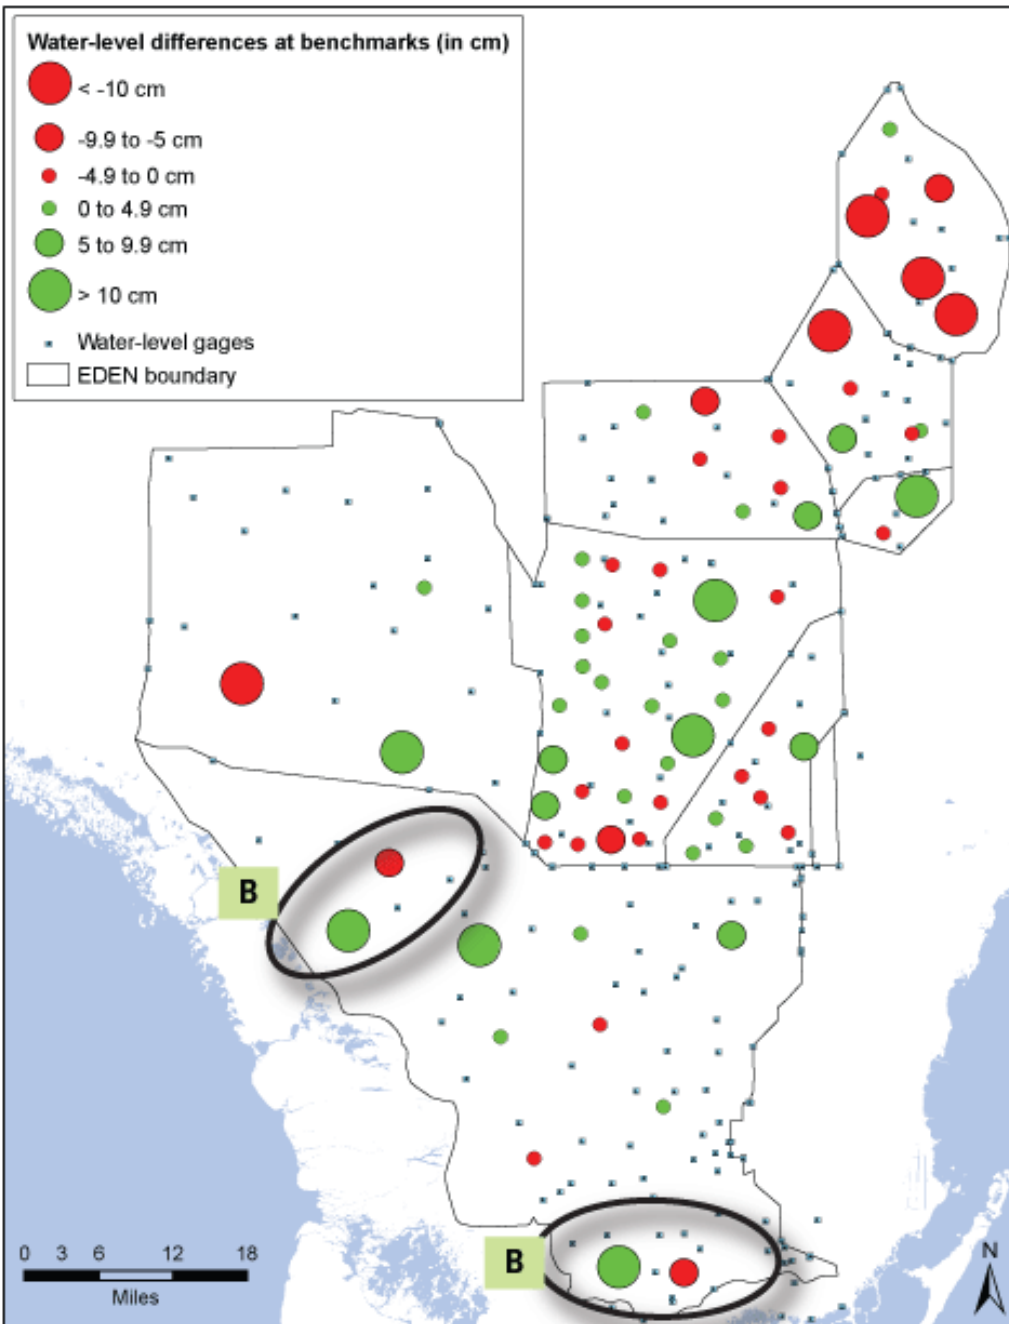 Water-level differences at benchmarks (in cm)
< -10 cm
-9.9 to -5 cm
-4.9 to 0 cm
0 to 4.9 cm
5 to 9.9 cm
> 10 cm
Water-level gages
EDEN boundary
B
B
0 3 6 12 18
Miles
N